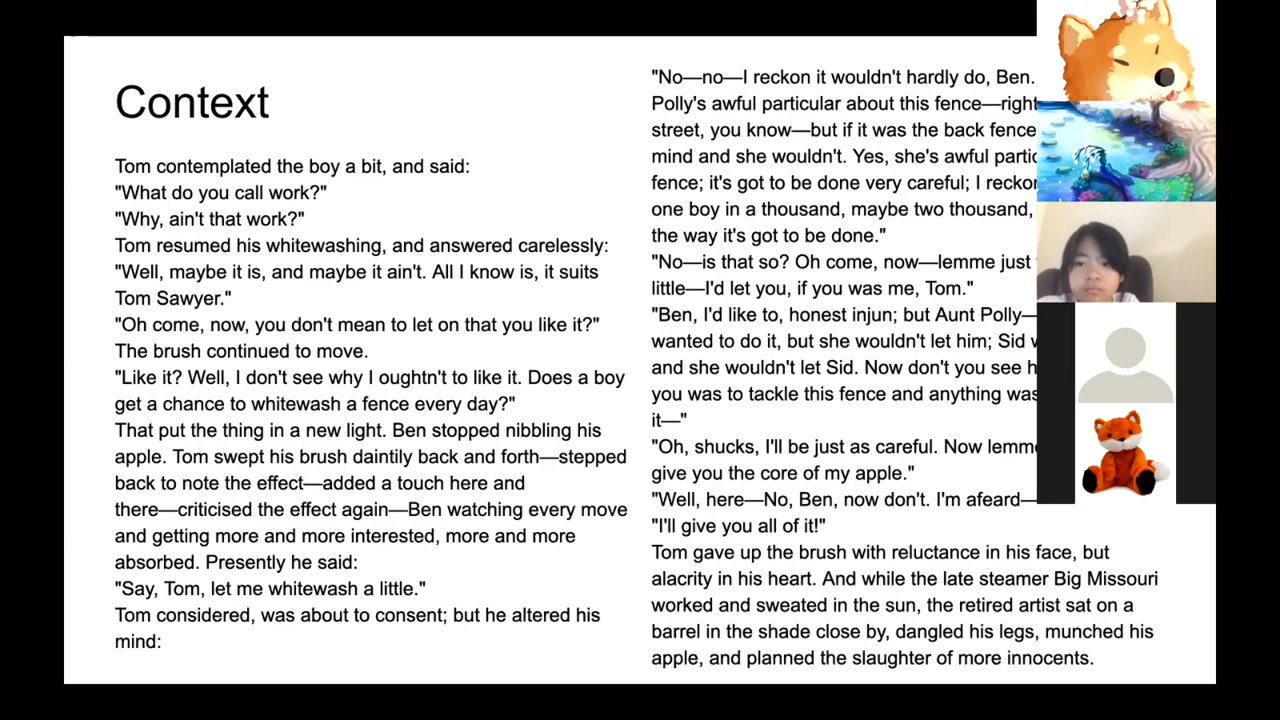 Context
Tom contemplated the boy a bit, and said:
"What do you call work?"
"Why, ain't that work?"
Tom resumed his whitewashing, and answered carelessly:
"Well, maybe it is, and maybe it ain't. All I know is, it suits
Tom Sawyer."
"Oh come, now, you don't mean to let on that you like it?"
The brush continued to move.
"Like it? Well, I don't see why I oughtn't to like it. Does a boy
get a chance to whitewash a fence every day?"
That put the thing in a new light. Ben stopped nibbling his
apple. Tom swept his brush daintily back and forth—stepped
back to note the effect—added a touch here and
there—criticised the effect again—Ben watching every move
and getting more and more interested, more and more
absorbed. Presently he said:
"Say, Tom, let me whitewash a little."
Tom considered, was about to consent; but he altered his
mind:
"No—no—I reckon it wouldn't hardly do, Ben.
Polly's awful particular about this fence—right
street, you know—but if it was the back fence
mind and she wouldn't. Yes, she's awful
fence; it's got to be done very careful; I
one boy in a thousand, maybe two thousand,
the way it's got to be done."
"No—is that so? Oh come, now—lemme just
little—I'd let you, if you was me, Tom."
"Ben, I'd like to, honest injun; but Aunt Polly—
wanted to do it, but she wouldn't let him; Sid
and she wouldn't let Sid. Now don't you see
you was to tackle this fence and anything was
it—"
"Oh, shucks, I'll be just as careful. Now
give you the core of my apple."
"Well, here—No, Ben, now don't. I'm afeard—
"I'll give you all of it!"
Tom gave up the brush with reluctance in his face, but
alacrity in his heart. And while the late steamer Big Missouri
worked and sweated in the sun, the retired artist sat on a
barrel in the shade close by, dangled his legs, munched his
apple, and planned the slaughter of more innocents.